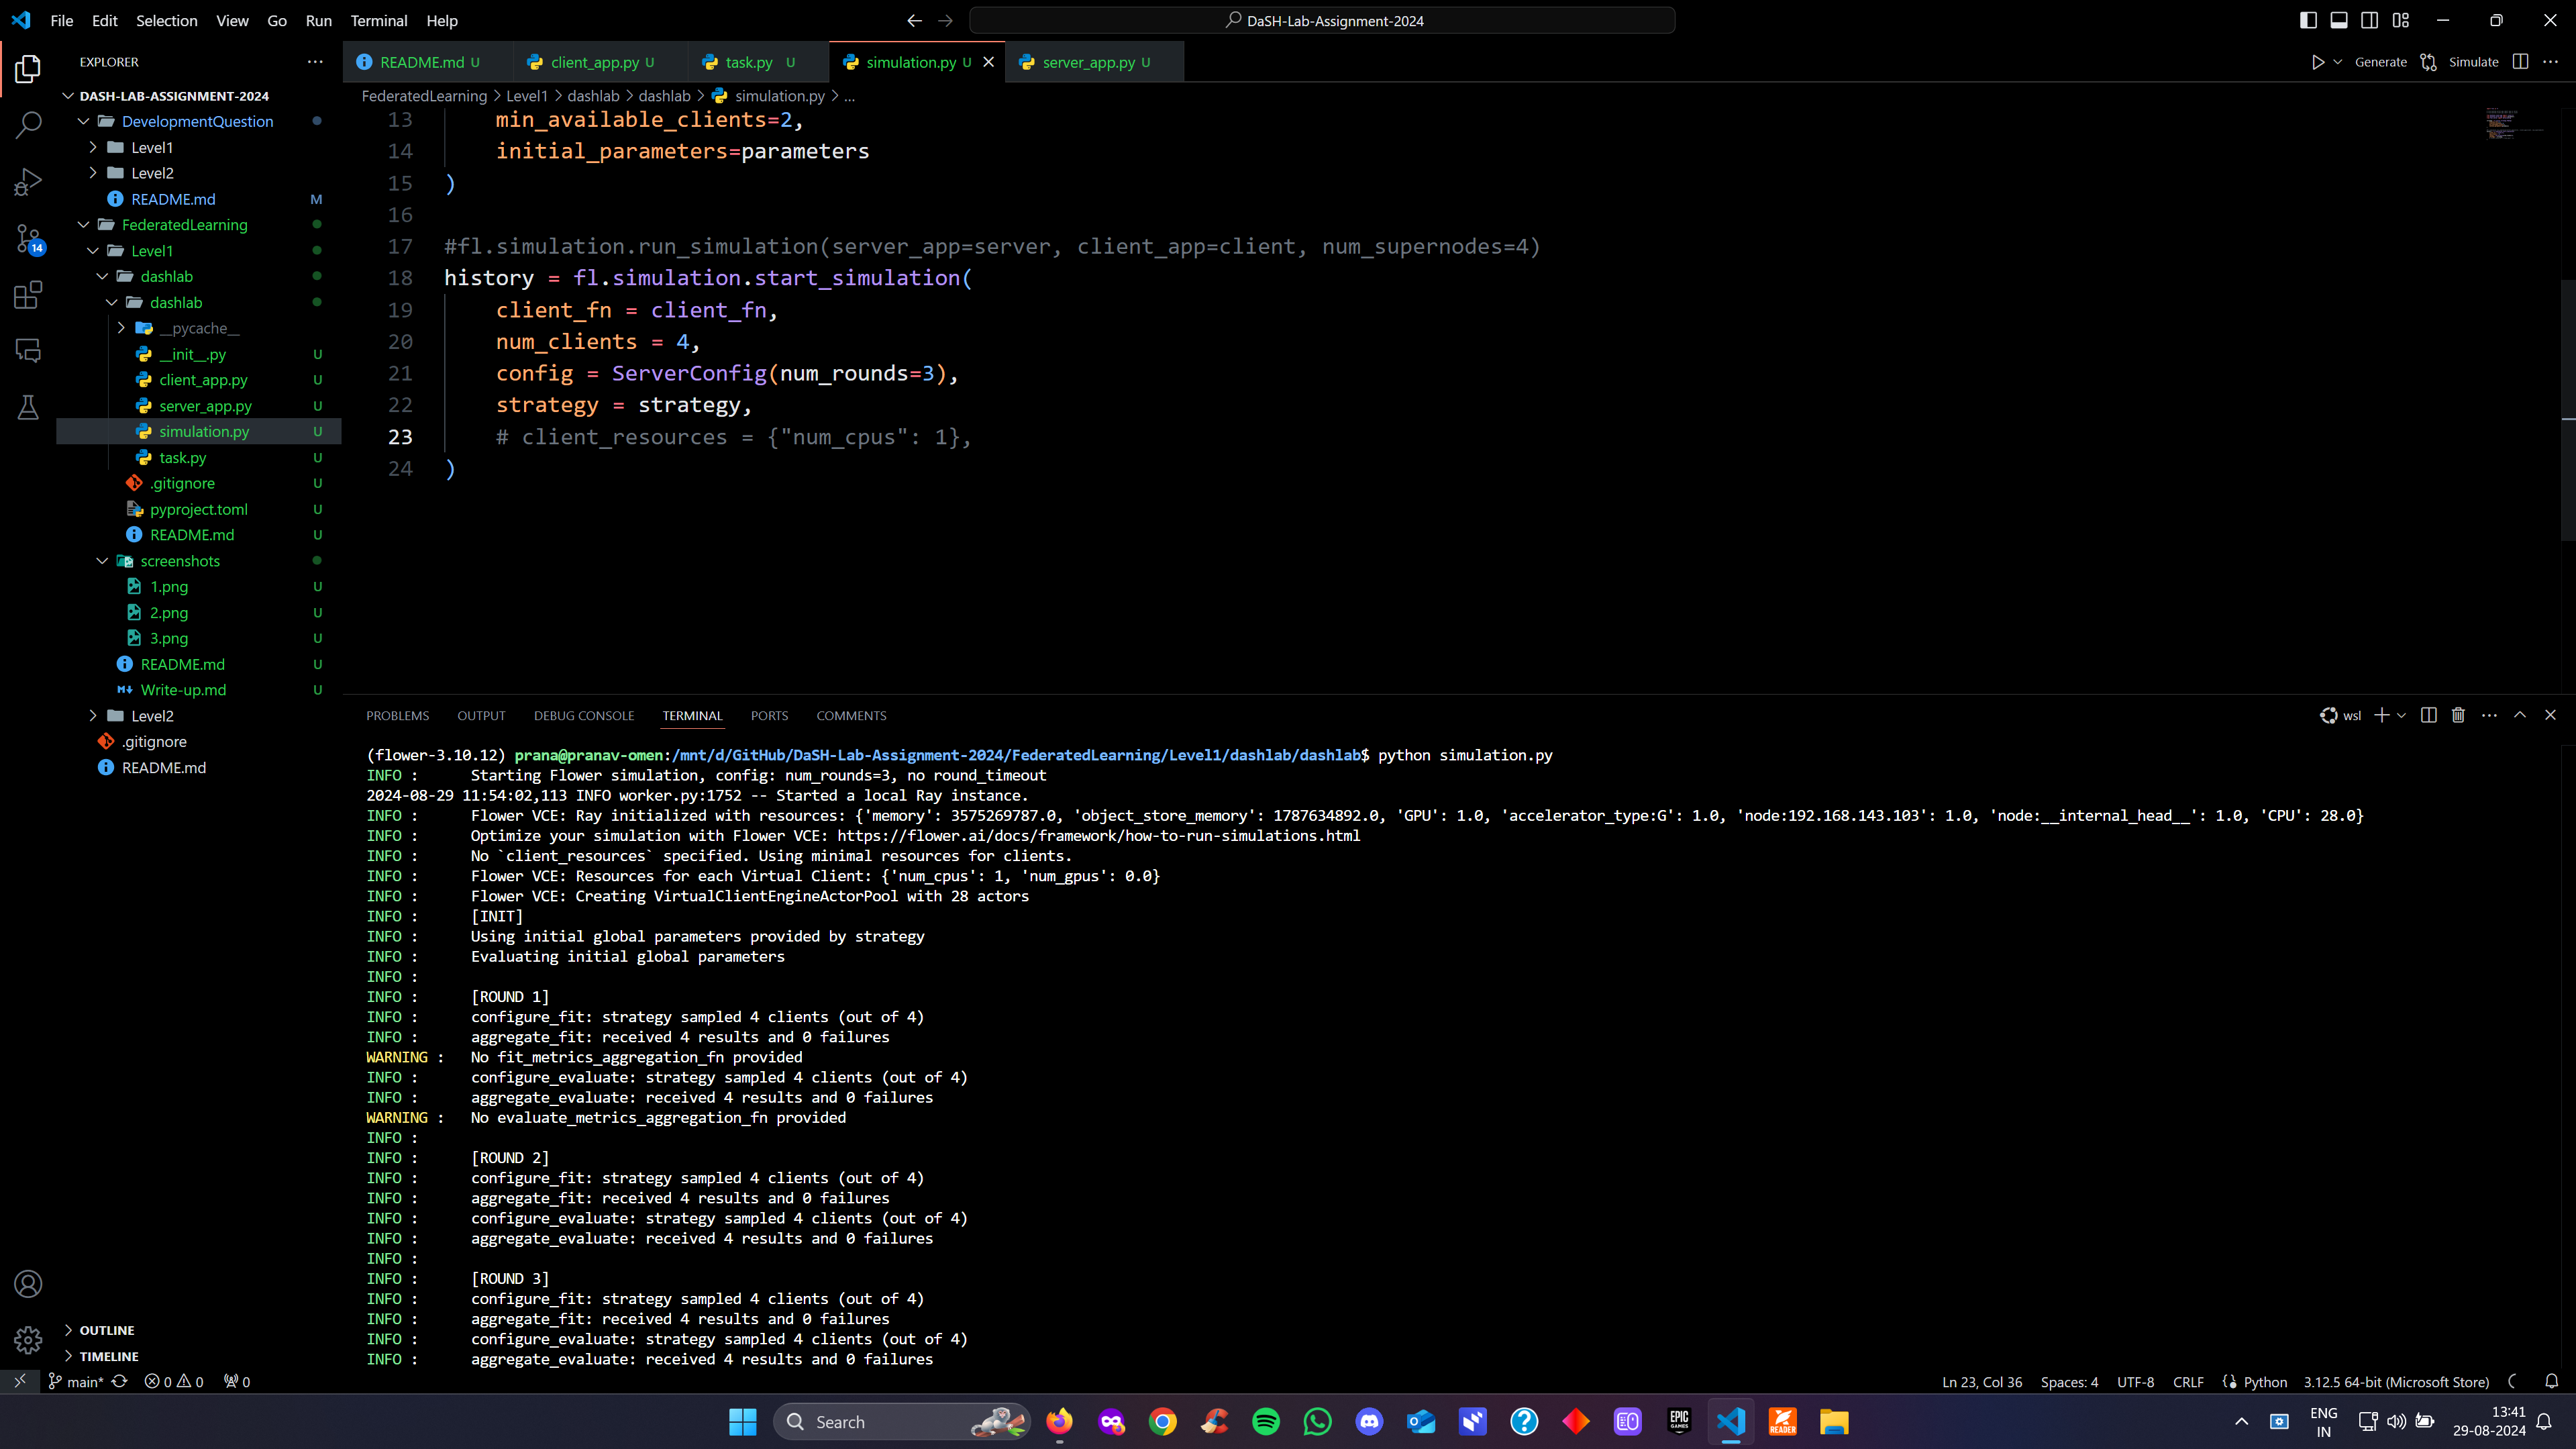 File Edit Selection View Go Run Terminal Help
DaSH-Lab-Assignment-2024
EXPLORER
DASH-LAB-ASSIGNMENT-2024
DevelopmentQuestion
Level1
Level2
README.md M
FederatedLearning
Level1
dashlab
dashlab
__pycache__
__init__.py U
client_app.py U
server_app.py U
simulation.py U
task.py U
.gitignore U
pyproject.toml U
README.md U
screenshots
1.png U
2.png U
3.png U
README.md U
Write-up.md U
Level2
.gitignore
README.md
OUTLINE
TIMELINE
14
README.md U client_app.py U task.py U simulation.py U server_app.py U
Generate Simulate
FederatedLearning > Level1 > dashlab > dashlab > simulation.py > ...
13 min_available_clients=2,
14 initial_parameters=parameters
15 )
16
17 #fl.simulation.run_simulation(server_app=server, client_app=client, num_supernodes=4)
18 history = fl.simulation.start_simulation(
19 client_fn = client_fn,
20 num_clients = 4,
21 config = ServerConfig(num_rounds=3),
22 strategy = strategy,
23 # client_resources = {"num_cpus": 1},
24 )
PROBLEMS OUTPUT DEBUG CONSOLE TERMINAL PORTS COMMENTS
wsl
(flower-3.10.12) prana@pranav-omen:/mnt/d/GitHub/DaSH-Lab-Assignment-2024/FederatedLearning/Level1/dashlab/dashlab$ python simulation.py
INFO : Starting Flower simulation, config: num_rounds=3, no round_timeout
2024-08-29 11:54:02,113 INFO worker.py:1752 -- Started a local Ray instance.
INFO : Flower VCE: Ray initialized with resources: {'memory': 3575269787.0, 'object_store_memory': 1787634892.0, 'GPU': 1.0, 'accelerator_type:G': 1.0, 'node:192.168.143.103': 1.0, 'node:__internal_head__': 1.0, 'CPU': 28.0}
INFO : Optimize your simulation with Flower VCE: https://flower.ai/docs/framework/how-to-run-simulations.html
INFO : No `client_resources` specified. Using minimal resources for clients.
INFO : Flower VCE: Resources for each Virtual Client: {'num_cpus': 1, 'num_gpus': 0.0}
INFO : Flower VCE: Creating VirtualClientEngineActorPool with 28 actors
INFO : [INIT]
INFO : Using initial global parameters provided by strategy
INFO : Evaluating initial global parameters
INFO :
INFO : [ROUND 1]
INFO : configure_fit: strategy sampled 4 clients (out of 4)
INFO : aggregate_fit: received 4 results and 0 failures
WARNING : No fit_metrics_aggregation_fn provided
INFO : configure_evaluate: strategy sampled 4 clients (out of 4)
INFO : aggregate_evaluate: received 4 results and 0 failures
WARNING : No evaluate_metrics_aggregation_fn provided
INFO :
INFO : [ROUND 2]
INFO : configure_fit: strategy sampled 4 clients (out of 4)
INFO : aggregate_fit: received 4 results and 0 failures
INFO : configure_evaluate: strategy sampled 4 clients (out of 4)
INFO : aggregate_evaluate: received 4 results and 0 failures
INFO :
INFO : [ROUND 3]
INFO : configure_fit: strategy sampled 4 clients (out of 4)
INFO : aggregate_fit: received 4 results and 0 failures
INFO : configure_evaluate: strategy sampled 4 clients (out of 4)
INFO : aggregate_evaluate: received 4 results and 0 failures
main* 0 0 0
Ln 23, Col 36 Spaces: 4 UTF-8 CRLF Python 3.12.5 64-bit (Microsoft Store)
Search
EPIC GAMES
READER
ENG
IN
13:41
29-08-2024